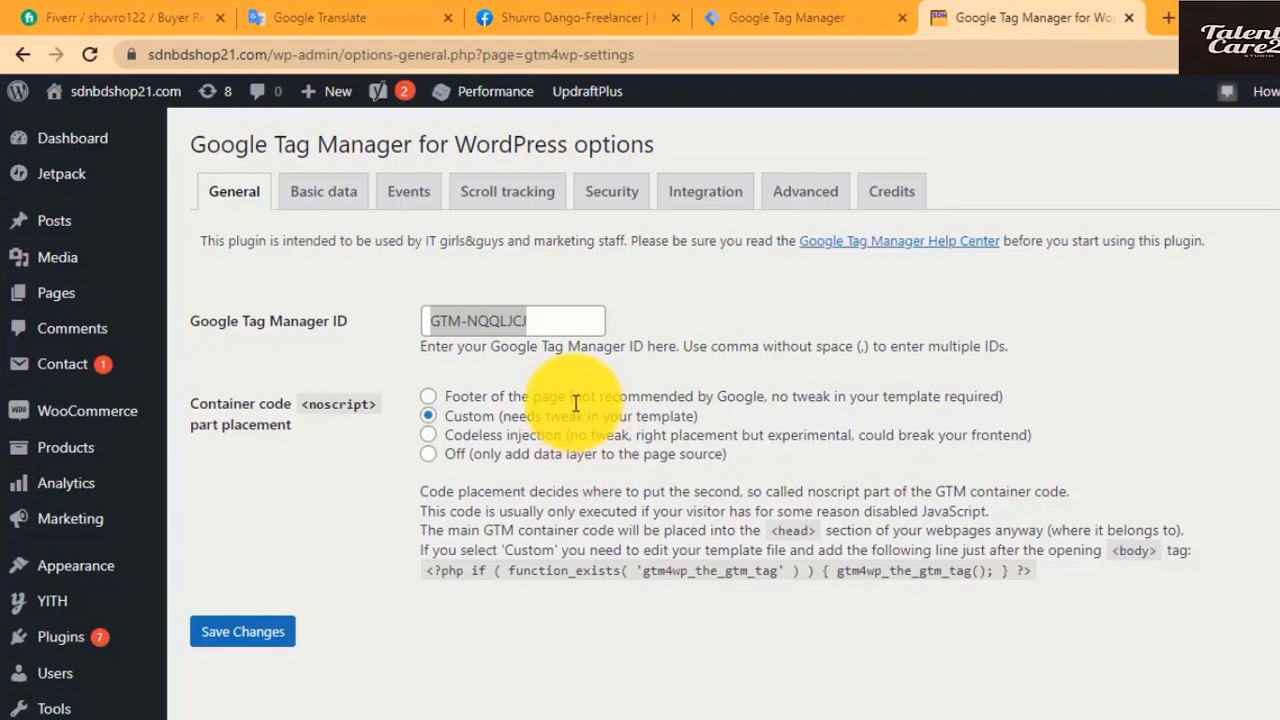 Fiverr / shuvro122 / Buyer Re
Google Translate
Shuvro Dango-Freelancer | F
Google Tag Manager
Google Tag Manager for Wo
sdnbdshop21.com/wp-admin/options-general.php?page=gtm4wp-settings
Talent
Care2
STUDIO
sdnbdshop21.com
8
0
New
2
Performance
UpdraftPlus
How
Dashboard
Jetpack
Posts
Media
Pages
Comments
Contact 1
WooCommerce
Products
Analytics
Marketing
Appearance
YITH
Plugins 7
Users
Tools
Google Tag Manager for WordPress options
General Basic data Events Scroll tracking Security Integration Advanced Credits
This plugin is intended to be used by IT girls&guys and marketing staff. Please be sure you read the Google Tag Manager Help Center before you start using this plugin.
Google Tag Manager ID
GTM-NQQLJCJ
Enter your Google Tag Manager ID here. Use comma without space (,) to enter multiple IDs.
Container code <noscript>
part placement
Footer of the page (not recommended by Google, no tweak in your template required)
Custom (needs tweak in your template)
Codeless injection (no tweak, right placement but experimental, could break your frontend)
Off (only add data layer to the page source)
Code placement decides where to put the second, so called noscript part of the GTM container code.
This code is usually only executed if your visitor has for some reason disabled JavaScript.
The main GTM container code will be placed into the <head> section of your webpages anyway (where it belongs to).
If you select 'Custom' you need to edit your template file and add the following line just after the opening <body> tag:
<?php if ( function_exists( 'gtm4wp_the_gtm_tag' ) ) { gtm4wp_the_gtm_tag(); } ?>
Save Changes